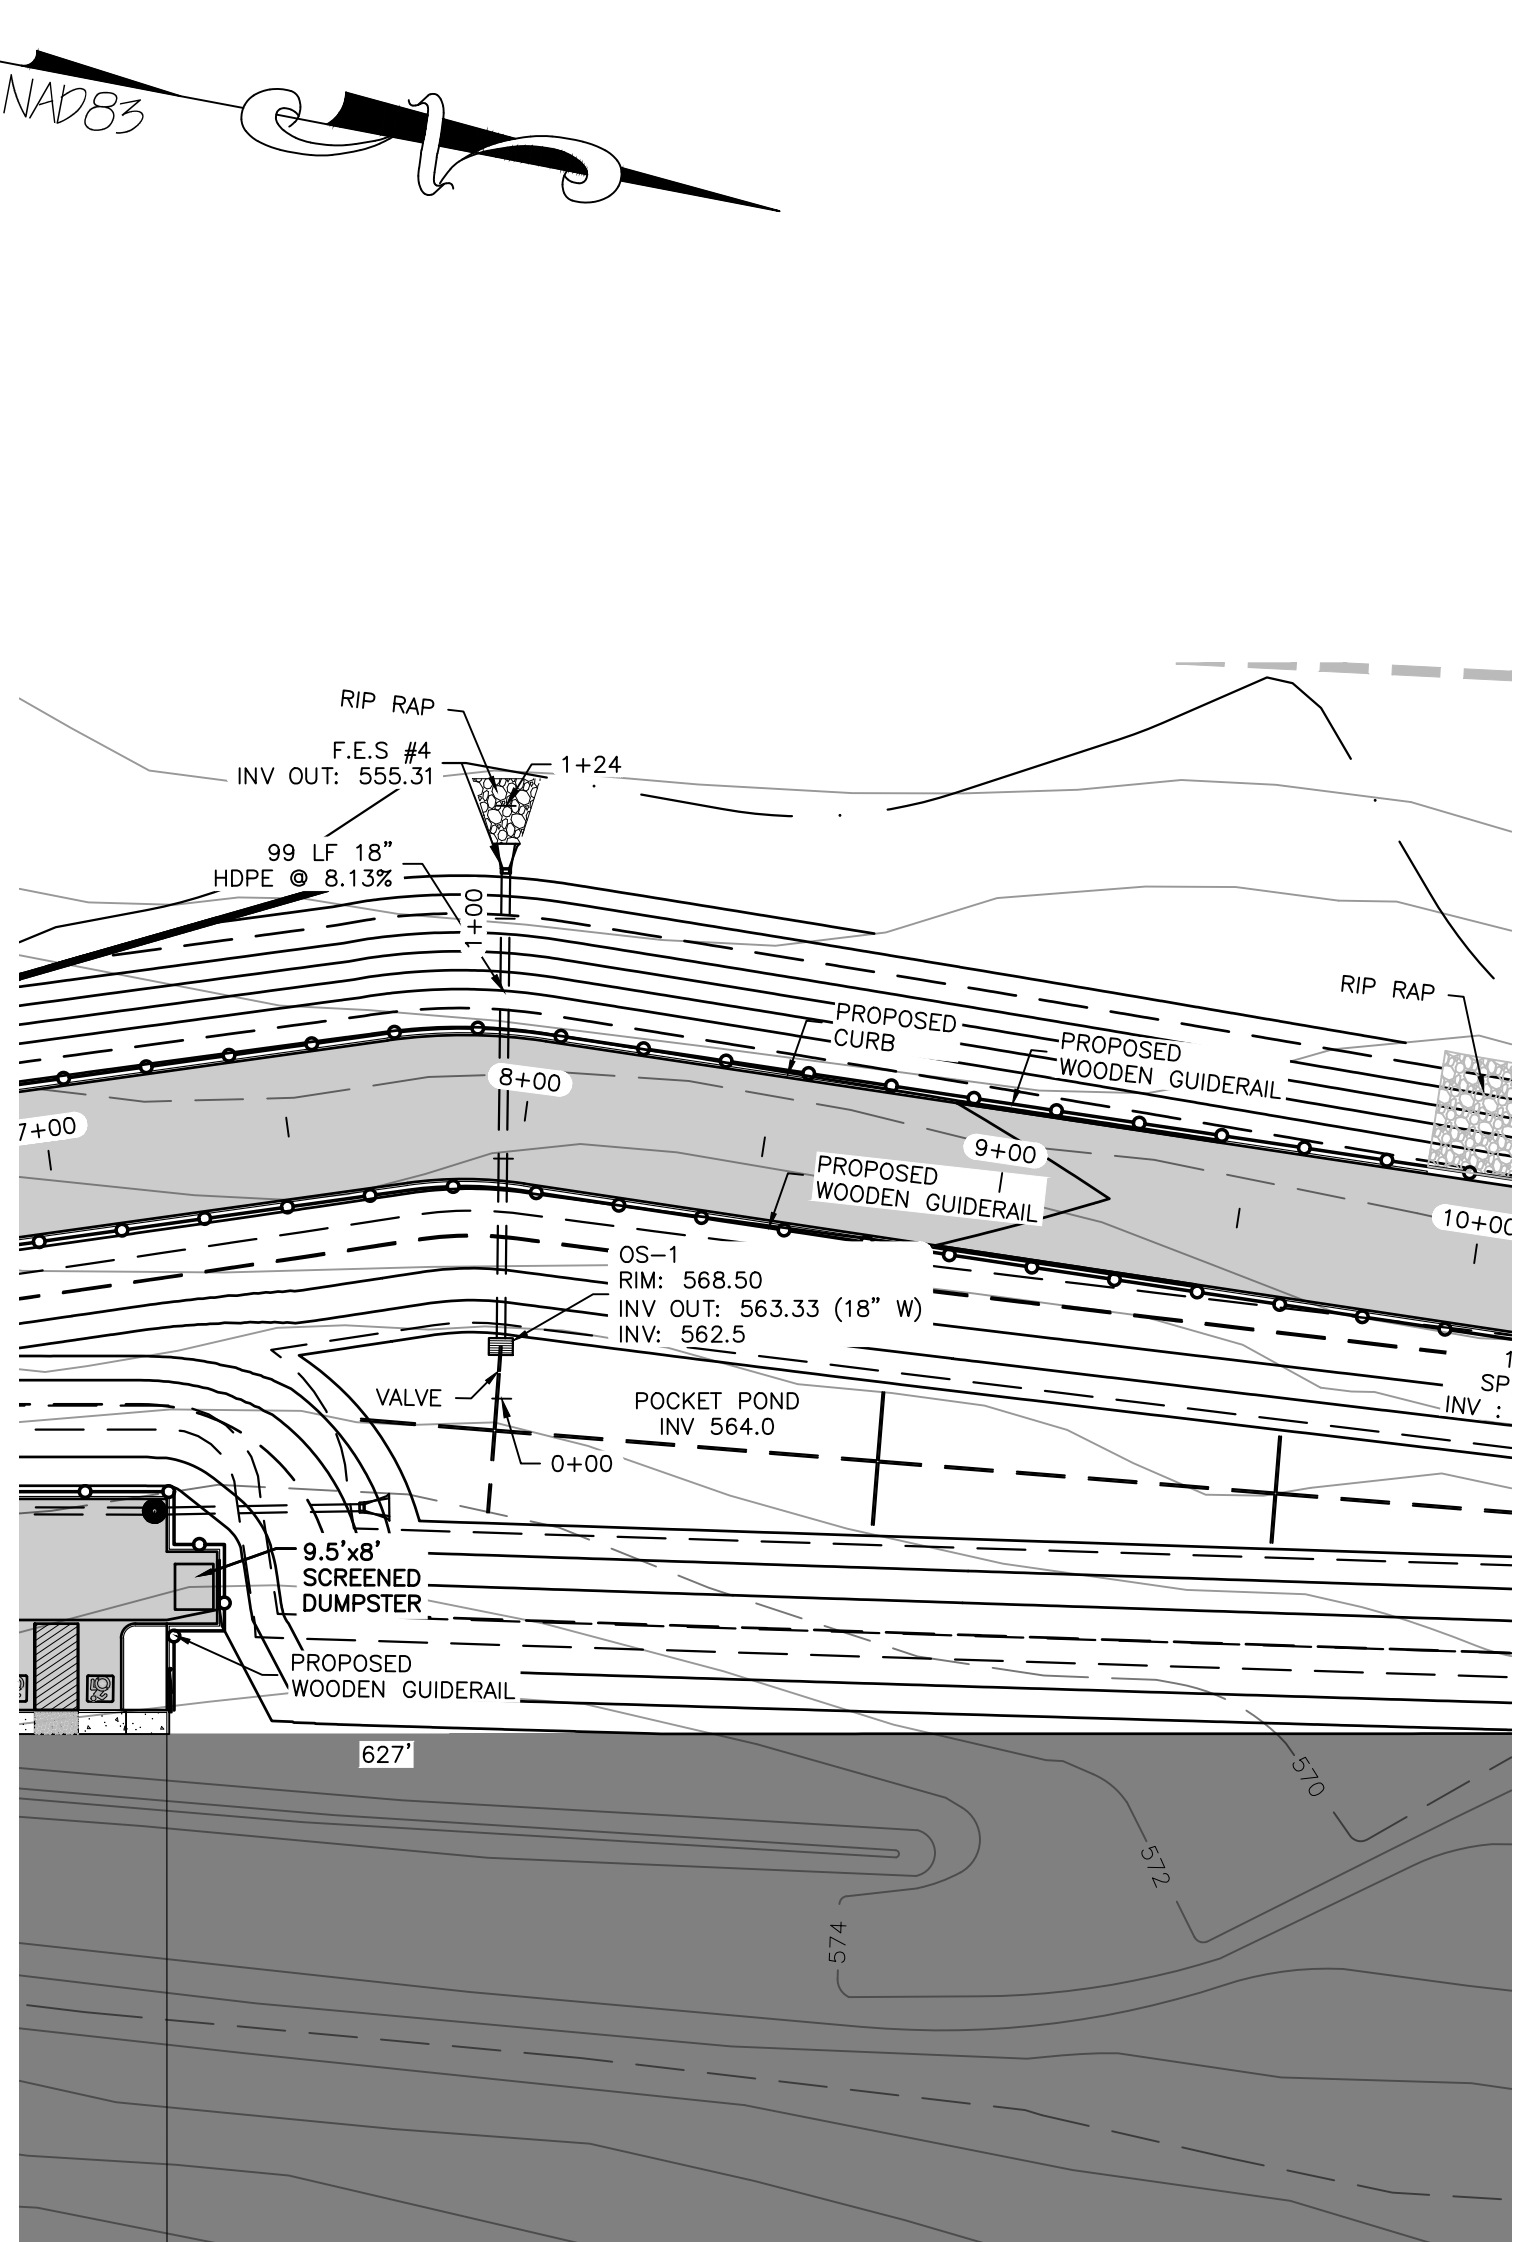 NAD83
RIP RAP
F.E.S #4
INV OUT: 555.31
1+24
99 LF 18"
HDPE @ 8.13%
1+00
RIP RAP
PROPOSED
CURB
PROPOSED
WOODEN GUIDERAIL
8+00
7+00
9+00
PROPOSED
WOODEN GUIDERAIL
10+00
OS-1
RIM: 568.50
INV OUT: 563.33 (18" W)
INV: 562.5
SP
INV :
VALVE
POCKET POND
INV 564.0
0+00
9.5'x8'
SCREENED
DUMPSTER
PROPOSED
WOODEN GUIDERAIL
627'
570
572
574